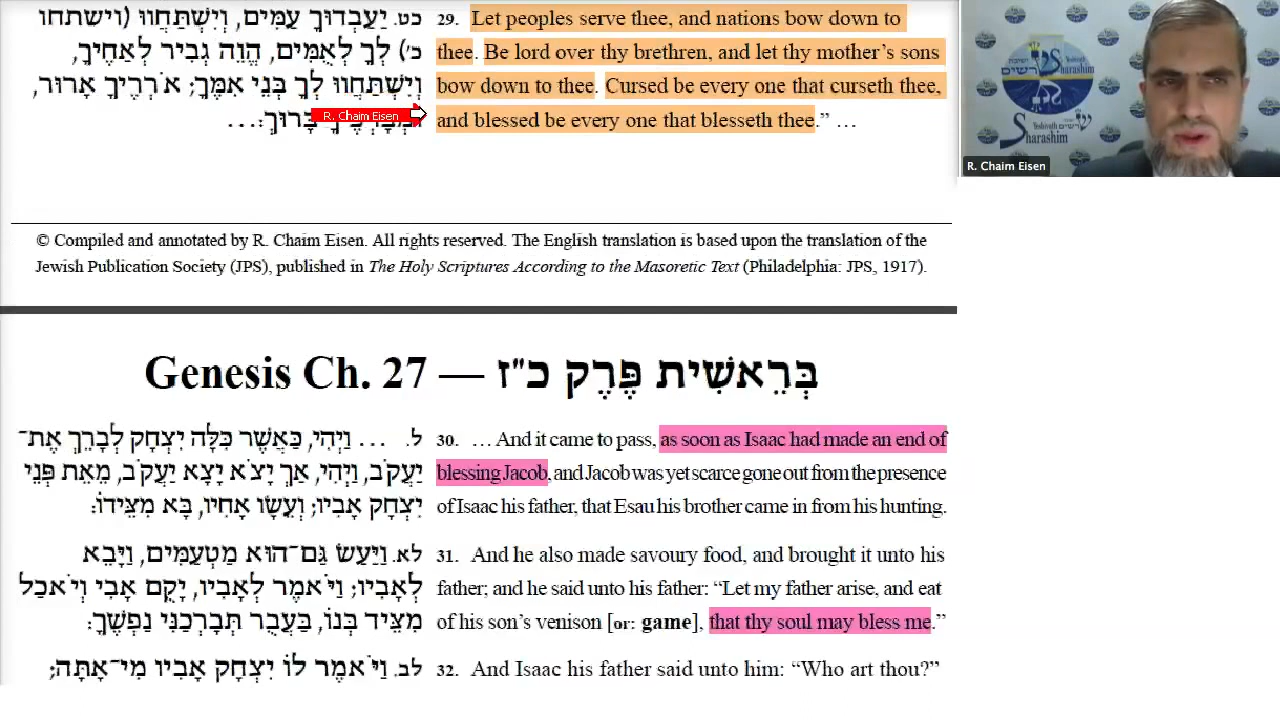 כט. יַעַבְדוּךָ עַמִּים, וְיִשְׁתַּחֲווּ (וישתחו
כ׳) לְךָ לְאֻמִּים, הֱוֵה גְבִיר לְאַחֶיךָ,
וְיִשְׁתַּחֲווּ לְךָ בְּנֵי אִמֶּךָ; אֹרְרֶיךָ אָרוּר,
בָּרוּךְ:...
R. Chaim Eisen
29. Let peoples serve thee, and nations bow down to
thee. Be lord over thy brethren, and let thy mother’s sons
bow down to thee. Cursed be every one that curseth thee,
and blessed be every one that blesseth thee.” …
ישיבת
שרשים
Sharashim
Yeshivath
שרשים
Sharashim
R. Chaim Eisen
© Compiled and annotated by R. Chaim Eisen. All rights reserved. The English translation is based upon the translation of the
Jewish Publication Society (JPS), published in The Holy Scriptures According to the Masoretic Text (Philadelphia: JPS, 1917).
Genesis Ch. 27 — בְּרֵאשִׁית פֶּרֶק כ״ז
ל. … וַיְהִי, כַּאֲשֶׁר כִּלָּה יִצְחָק לְבָרֵךְ אֶת־
יַעֲקֹב, וַיְהִי, אַךְ יָצֹא יָצָא יַעֲקֹב, מֵאֵת פְּנֵי
יִצְחָק אָבִיו; וְעֵשָׂו אָחִיו, בָּא מִצֵּידוֹ:
30. … And it came to pass, as soon as Isaac had made an end of
blessing Jacob, and Jacob was yet scarce gone out from the presence
of Isaac his father, that Esau his brother came in from his hunting.
לא. וַיַּעַשׂ גַּם־הוּא מַטְעַמִּים, וַיָּבֵא
לְאָבִיו; וַיֹּאמֶר לְאָבִיו, יָקֻם אָבִי וְיֹאכַל
מִצֵּיד בְּנוֹ, בַּעֲבֻר תְּבָרְכַנִּי נַפְשֶׁךָ:
31. And he also made savoury food, and brought it unto his
father; and he said unto his father: “Let my father arise, and eat
of his son’s venison [or: game], that thy soul may bless me.”
לב. וַיֹּאמֶר לוֹ יִצְחָק אָבִיו מִי־אָתָּה;
32. And Isaac his father said unto him: “Who art thou?”